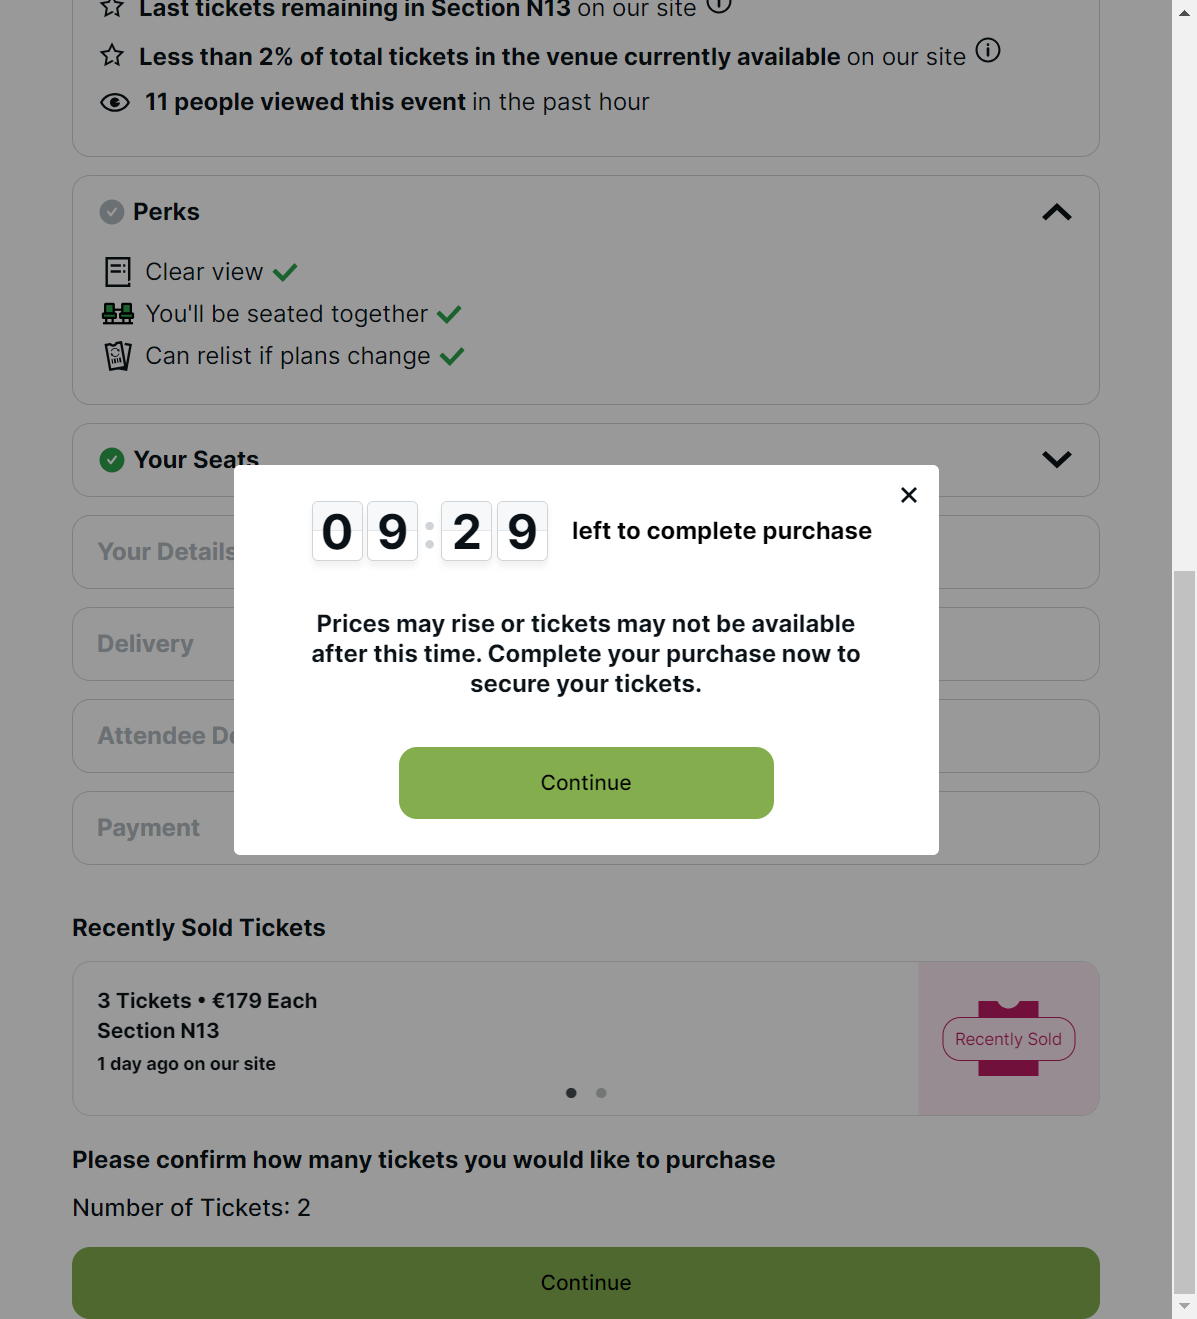 Last tickets remaining in Section N13 on our site
Less than 2% of total tickets in the venue currently available on our site
11 people viewed this event in the past hour
Perks
Clear view
You'll be seated together
Can relist if plans change
Your Seats
09:29 left to complete purchase
Your Details
Prices may rise or tickets may not be available
after this time. Complete your purchase now to
secure your tickets.
Delivery
Attendee De
Continue
Payment
Recently Sold Tickets
3 Tickets • €179 Each
Section N13
1 day ago on our site
Recently Sold
Please confirm how many tickets you would like to purchase
Number of Tickets: 2
Continue